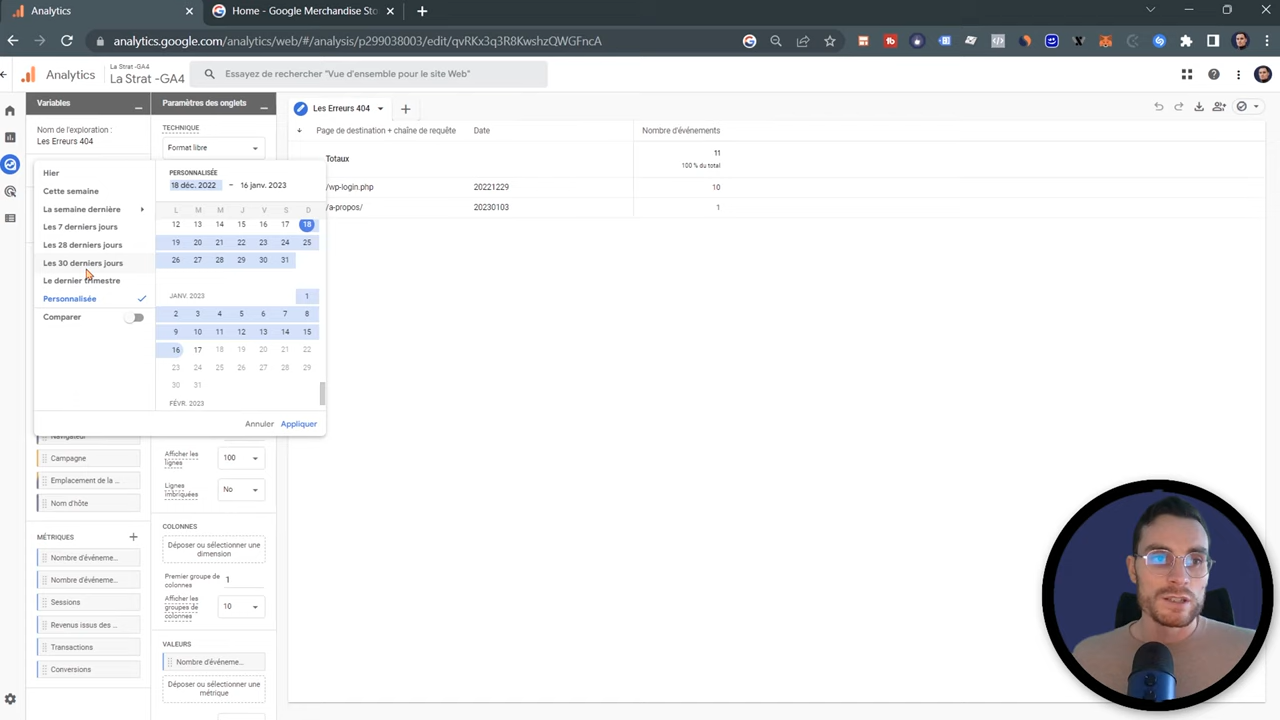 Analytics
Home - Google Merchandise Sto
analytics.google.com/analytics/web/#/analysis/p299038003/edit/qvRKx3q3R8KwshzQWGFncA
Analytics
La Strat -GA4
La Strat -GA4
Essayez de rechercher "Vue d'ensemble pour le site Web"
Variables
Paramètres des onglets
Les Erreurs 404
Nom de l'exploration :
Les Erreurs 404
TECHNIQUE
Format libre
Page de destination + chaîne de requête
Date
Nombre d'événements
Totaux
11
100 % du total
/wp-login.php
20221229
10
/a-propos/
20230103
1
Hier
Cette semaine
La semaine dernière
Les 7 derniers jours
Les 28 derniers jours
Les 30 derniers jours
Le dernier trimestre
Personnalisée
Comparer
PERSONNALISÉE
18 déc. 2022 – 16 janv. 2023
L M M J V S D
12 13 14 15 16 17 18
19 20 21 22 23 24 25
26 27 28 29 30 31
JANV. 2023
1
2 3 4 5 6 7 8
9 10 11 12 13 14 15
16 17 18 19 20 21 22
23 24 25 26 27 28 29
30 31
FÉVR. 2023
Annuler
Appliquer
Navigateur
Campagne
Emplacement de la ...
Nom d'hôte
MÉTRIQUES
Nombre d'événeme...
Nombre d'événeme...
Sessions
Revenus issus des ...
Transactions
Conversions
Afficher les lignes
100
Lignes imbriquées
No
COLONNES
Déposer ou sélectionner une dimension
Premier groupe de colonnes
1
Afficher les groupes de colonnes
10
VALEURS
Nombre d'événeme...
Déposer ou sélectionner une métrique